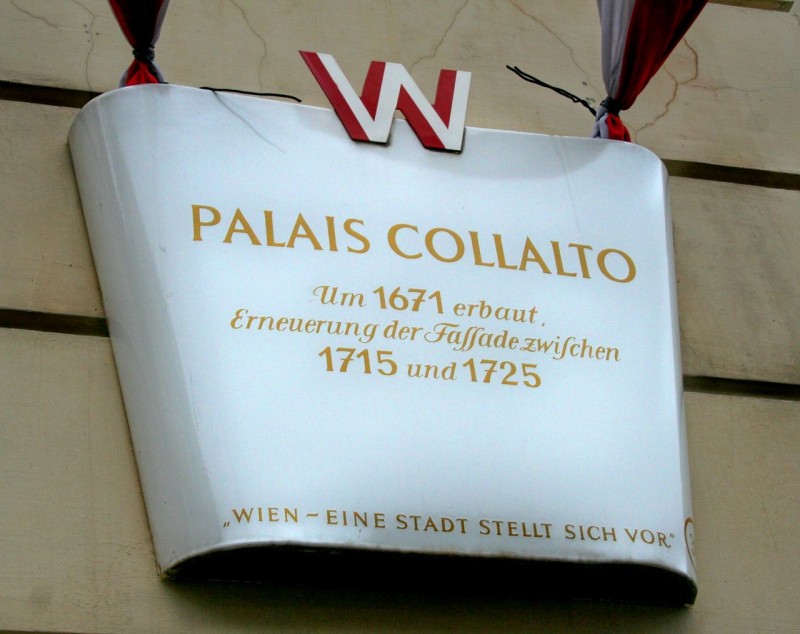 W
PALAIS COLLALTO
Um 1671 erbaut,
Erneuerung der Faſſade zwiſchen
1715 und 1725
„WIEN ~ EINE STADT STELLT SICH VOR"